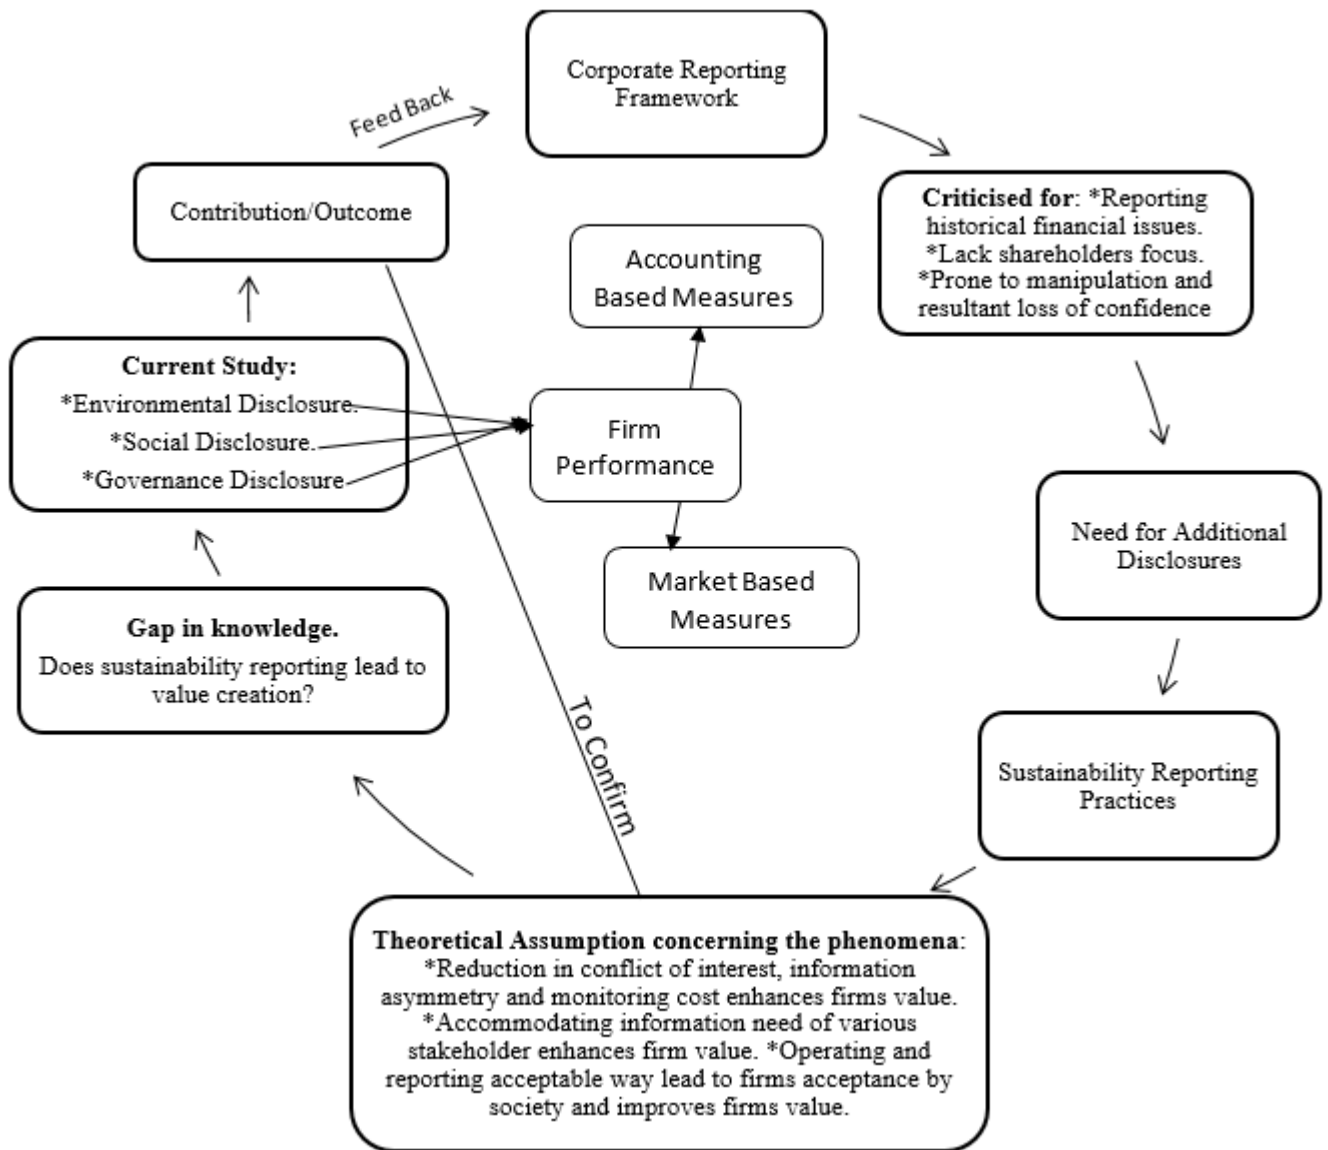 Corporate Reporting
Framework
Feed Back
Contribution/Outcome
Criticised for: *Reporting
historical financial issues.
*Lack shareholders focus.
*Prone to manipulation and
resultant loss of confidence
Accounting
Based Measures
Current Study:
*Environmental Disclosure.
*Social Disclosure.
*Governance Disclosure
Firm
Performance
Need for Additional
Disclosures
Market Based
Measures
Gap in knowledge.
Does sustainability reporting lead to
value creation?
To Confirm
Sustainability Reporting
Practices
Theoretical Assumption concerning the phenomena:
*Reduction in conflict of interest, information
asymmetry and monitoring cost enhances firms value.
*Accommodating information need of various
stakeholder enhances firm value. *Operating and
reporting acceptable way lead to firms acceptance by
society and improves firms value.